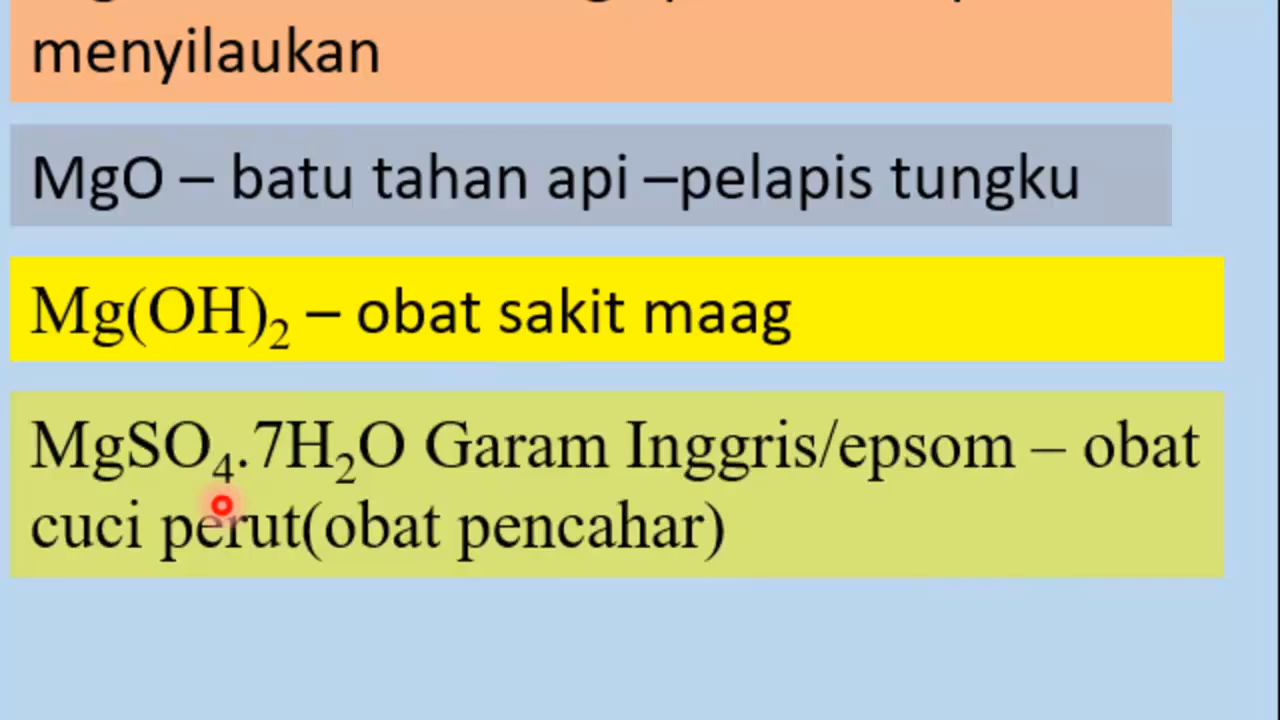 menyilaukan
MgO – batu tahan api –pelapis tungku
Mg(OH)₂ – obat sakit maag
MgSO₄.7H₂O Garam Inggris/epsom – obat
cuci perut(obat pencahar)